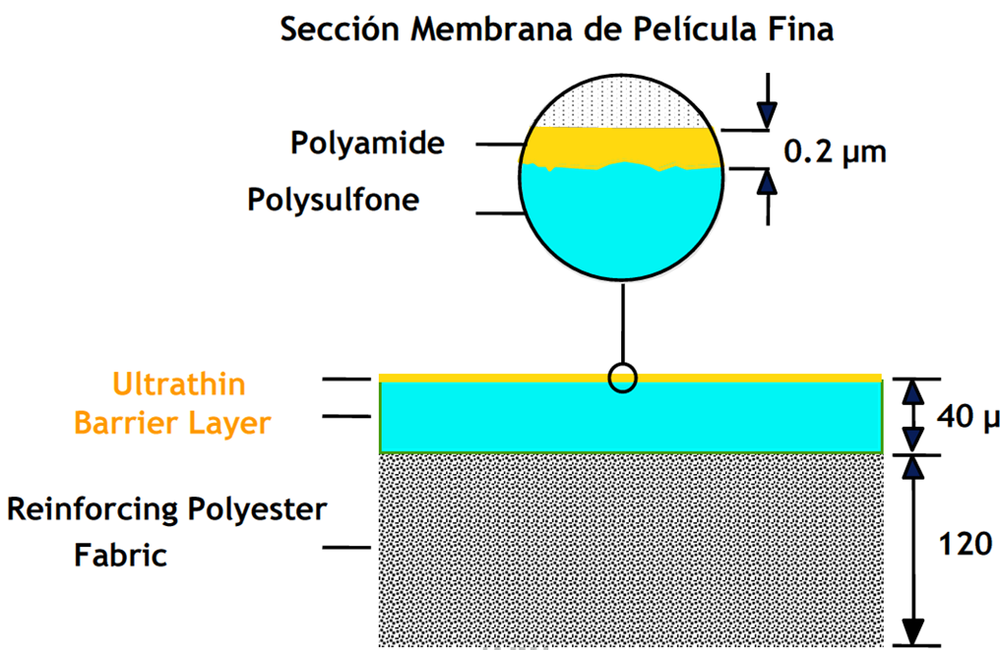 Sección Membrana de Película Fina
Polyamide
0.2 µm
Polysulfone
Ultrathin
Barrier Layer
40 µ
Reinforcing Polyester
Fabric
120